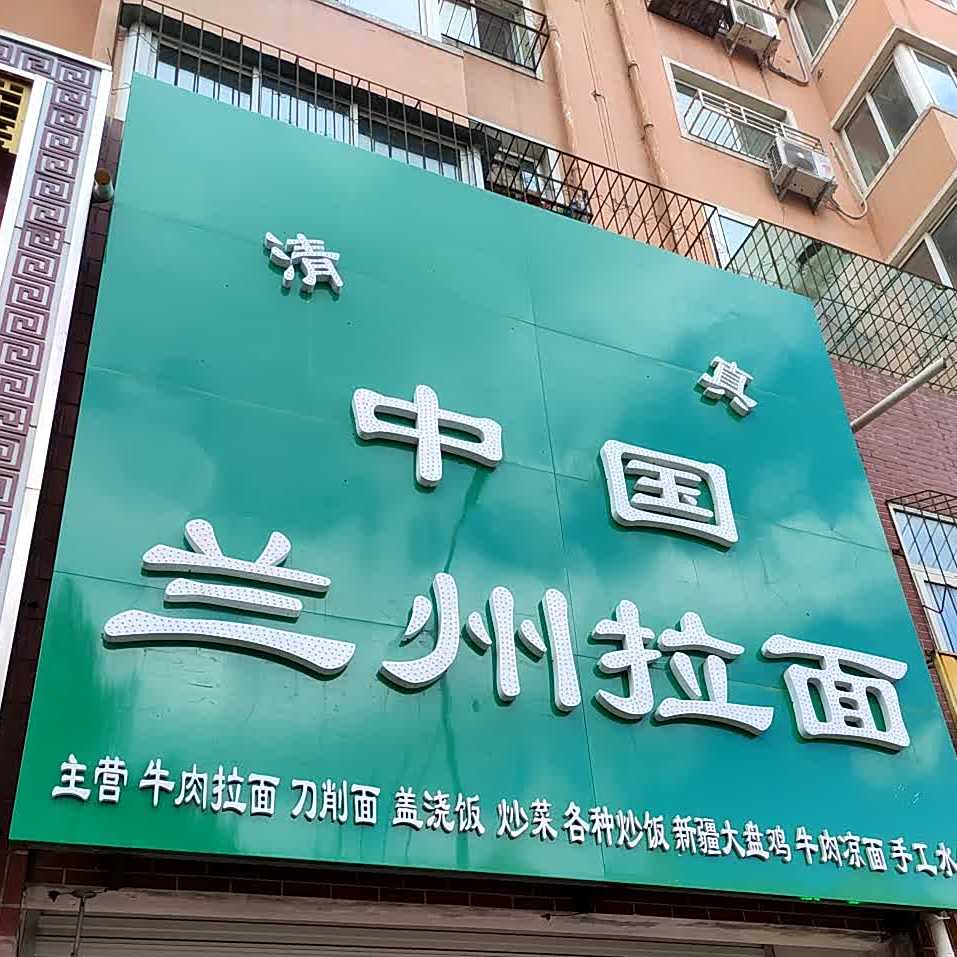 清 真
中国
兰州拉面
主营 牛肉拉面 刀削面 盖浇饭 炒菜 各种炒饭 新疆大盘鸡 牛肉凉面 手工水